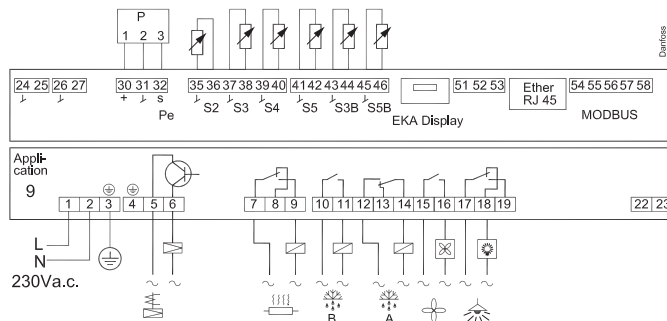 P
1 2 3
Danfoss
24 25 26 27 30 31 32 35 36 37 38 39 40 41 42 43 44 45 46 51 52 53 54 55 56 57 58
+ s
Pe
S2 S3 S4 S5 S3B S5B
EKA Display
Ether
RJ 45
MODBUS
Appli-
cation
9
1 2 3 4 5 6 7 8 9 10 11 12 13 14 15 16 17 18 19 22 23
L
N
230Va.c.
B A